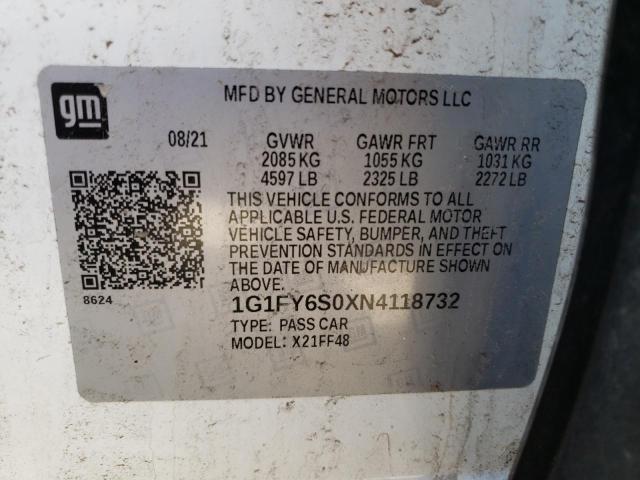 gm
MFD BY GENERAL MOTORS LLC
08/21 GVWR GAWR FRT GAWR RR
2085 KG 1055 KG 1031 KG
4597 LB 2325 LB 2272 LB
THIS VEHICLE CONFORMS TO ALL
APPLICABLE U.S. FEDERAL MOTOR
VEHICLE SAFETY, BUMPER, AND THEFT
PREVENTION STANDARDS IN EFFECT ON
THE DATE OF MANUFACTURE SHOWN
ABOVE.
8624
1G1FY6S0XN4118732
TYPE: PASS CAR
MODEL: X21FF48